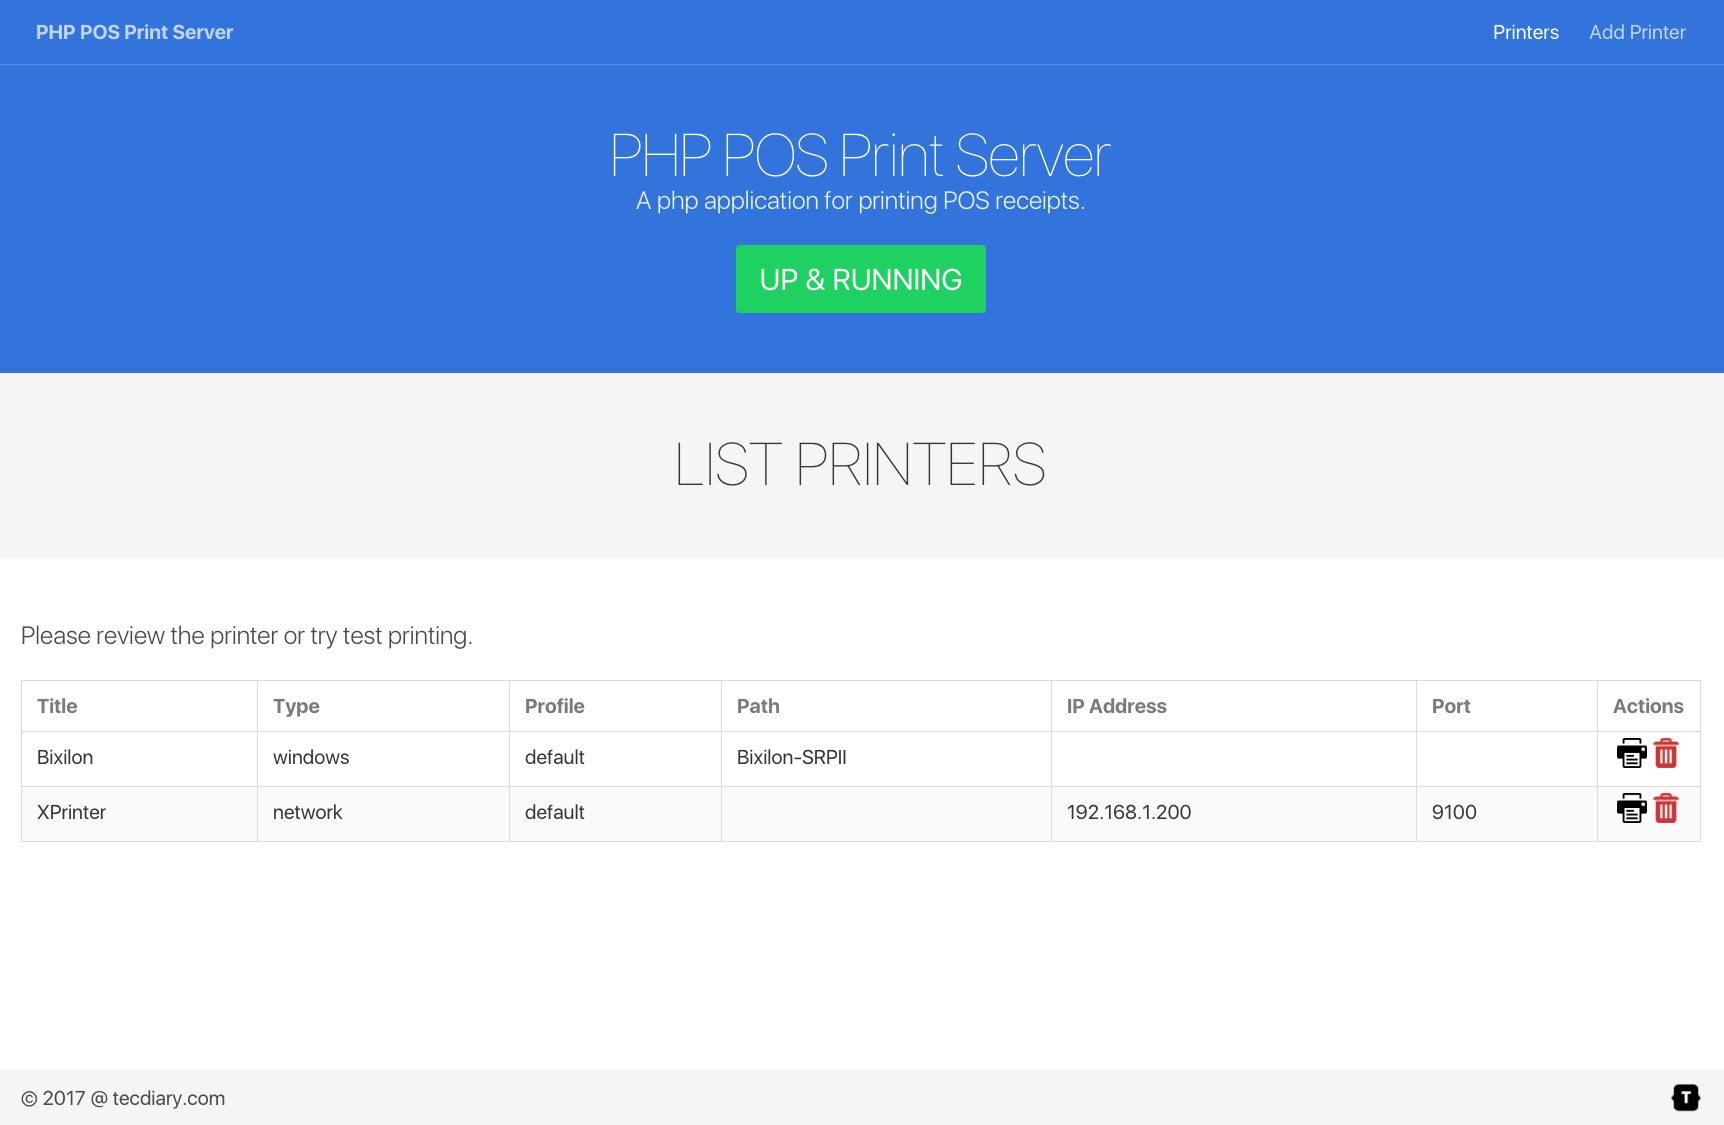 PHP POS Print Server
Printers Add Printer
PHP POS Print Server
A php application for printing POS receipts.
UP & RUNNING
LIST PRINTERS
Please review the printer or try test printing.
Title Type Profile Path IP Address Port Actions
Bixilon windows default Bixilon-SRPII
XPrinter network default 192.168.1.200 9100
© 2017 @ tecdiary.com
T